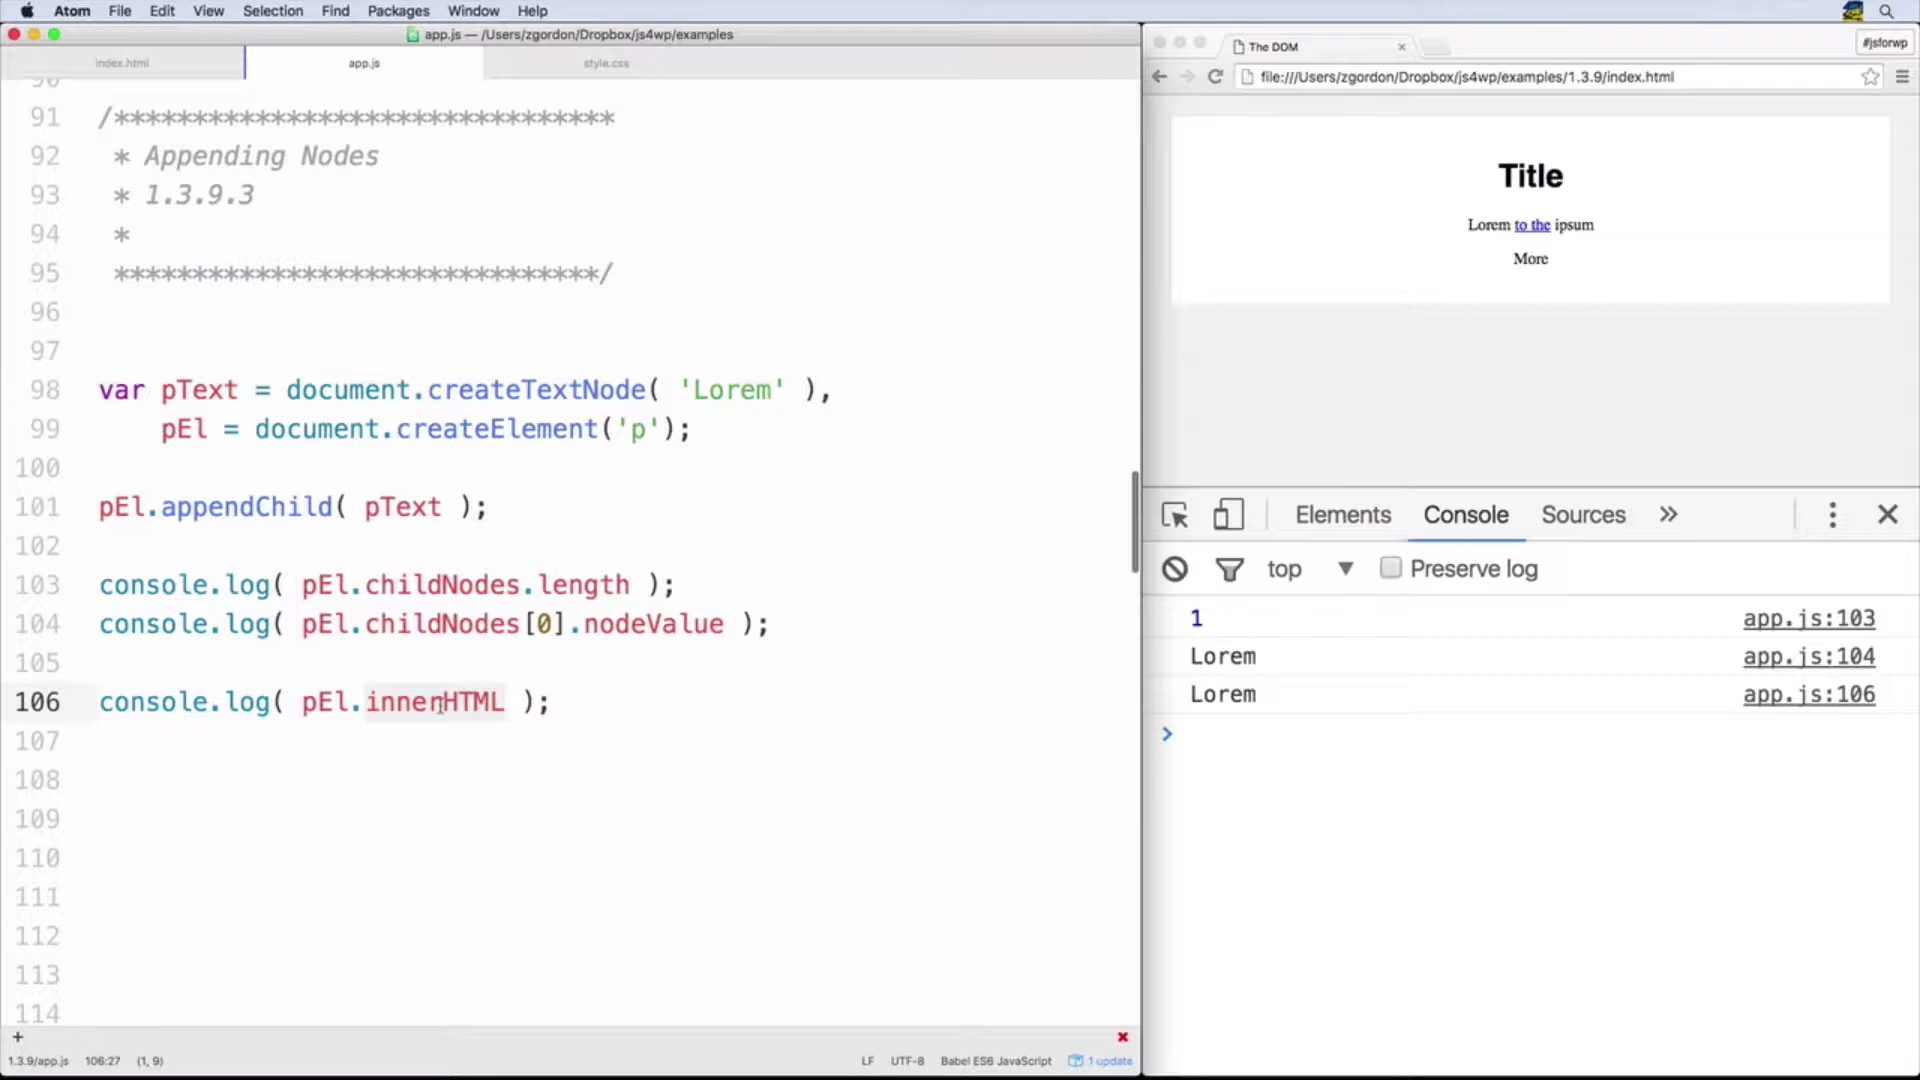 Atom File Edit View Selection Find Packages Window Help
app.js — /Users/zgordon/Dropbox/js4wp/examples
index.html app.js style.css
90
91 /********************************
92 * Appending Nodes
93 * 1.3.9.3
94 *
95 *******************************/
96
97
98 var pText = document.createTextNode( 'Lorem' ),
99 pEl = document.createElement('p');
100
101 pEl.appendChild( pText );
102
103 console.log( pEl.childNodes.length );
104 console.log( pEl.childNodes[0].nodeValue );
105
106 console.log( pEl.innerHTML );
107
108
109
110
111
112
113
114
+
1.3.9/app.js 106:27 (1, 9) LF UTF-8 Babel ES6 JavaScript 1 update
The DOM
#jsforwp
file:///Users/zgordon/Dropbox/js4wp/examples/1.3.9/index.html
Title
Lorem to the ipsum
More
Elements Console Sources »
top Preserve log
1 app.js:103
Lorem app.js:104
Lorem app.js:106
>